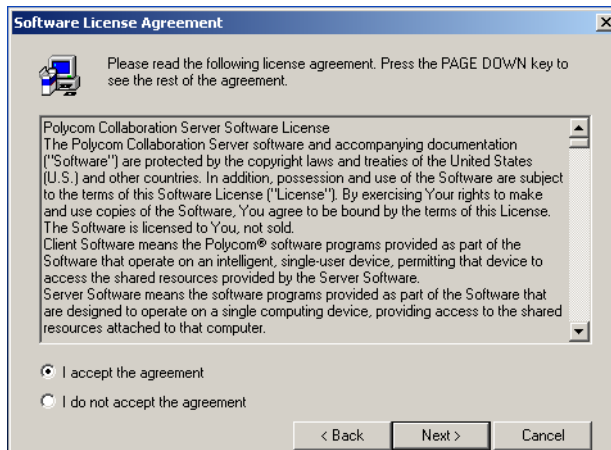 Software License Agreement
Please read the following license agreement. Press the PAGE DOWN key to
see the rest of the agreement.
Polycom Collaboration Server Software License
The Polycom Collaboration Server software and accompanying documentation
("Software") are protected by the copyright laws and treaties of the United States
(U.S.) and other countries. In addition, possession and use of the Software are subject
to the terms of this Software License ("License"). By exercising Your rights to make
and use copies of the Software, You agree to be bound by the terms of this License.
The Software is licensed to You, not sold.
Client Software means the Polycom® software programs provided as part of the
Software that operate on an intelligent, single-user device, permitting that device to
access the shared resources provided by the Server Software.
Server Software means the software programs provided as part of the Software that
are designed to operate on a single computing device, providing access to the shared
resources attached to that computer.
I accept the agreement
I do not accept the agreement
< Back Next > Cancel